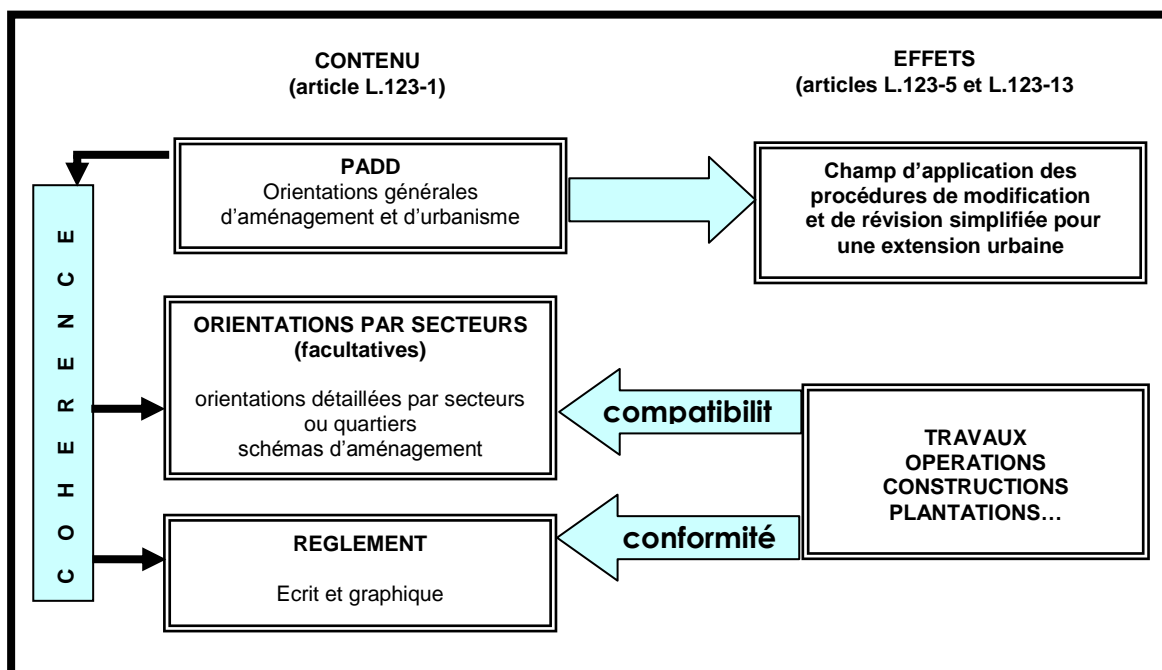 CONTENU
(article L.123-1)
EFFETS
(articles L.123-5 et L.123-13
PADD
Orientations générales
d’aménagement et d’urbanisme
Champ d’application des
procédures de modification
et de révision simplifiée pour
une extension urbaine
COHERENCE
ORIENTATIONS PAR SECTEURS
(facultatives)
orientations détaillées par secteurs
ou quartiers
schémas d’aménagement
compatibilit
TRAVAUX
OPERATIONS
CONSTRUCTIONS
PLANTATIONS…
conformité
REGLEMENT
Ecrit et graphique